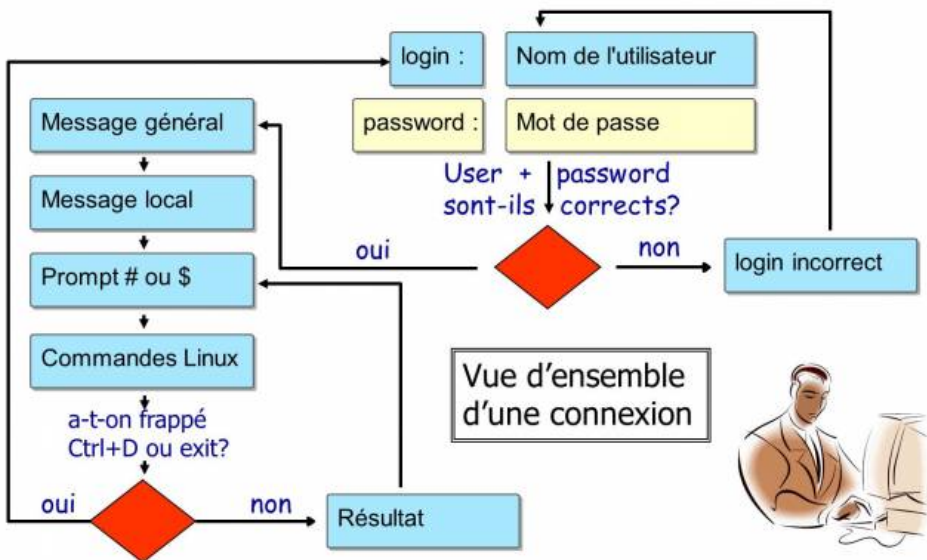 login :
Nom de l'utilisateur
password :
Mot de passe
User + password
sont-ils corrects?
oui
non
login incorrect
Message général
Message local
Prompt # ou $
Commandes Linux
a-t-on frappé
Ctrl+D ou exit?
oui
non
Résultat
Vue d'ensemble
d'une connexion